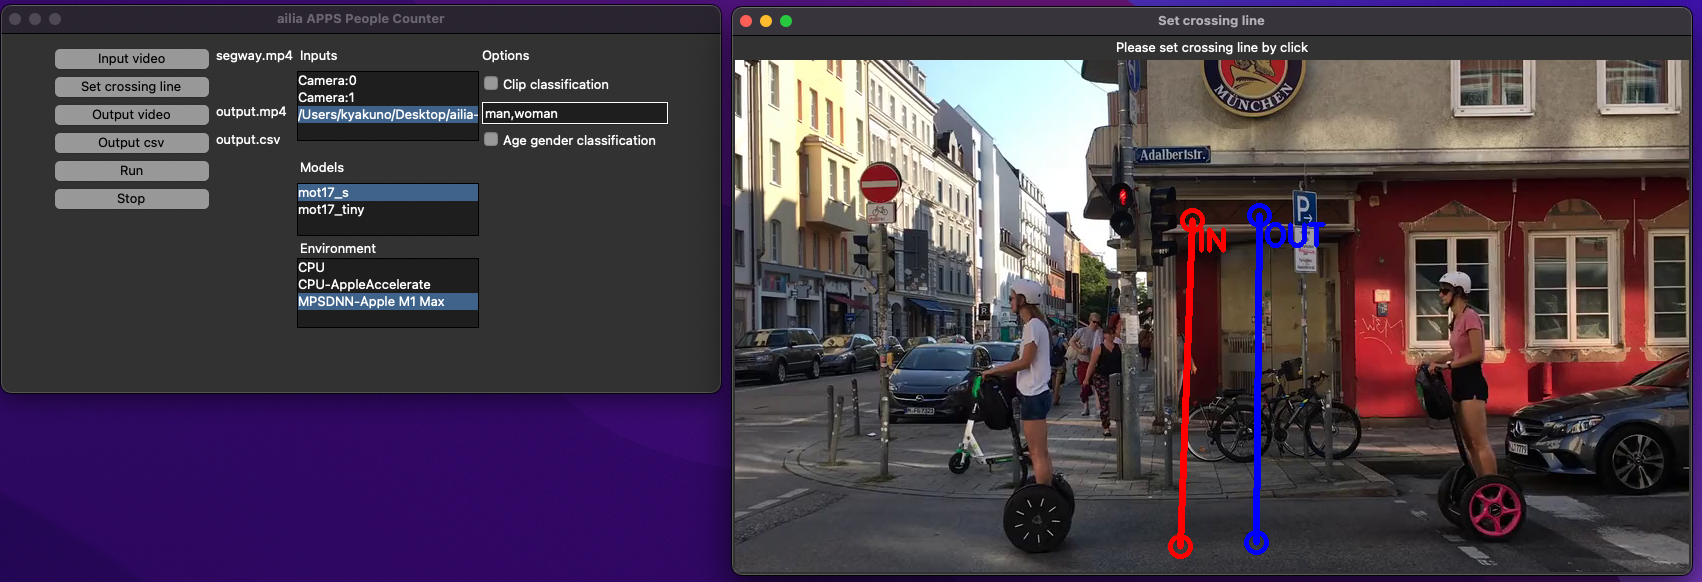 ailia APPS People Counter
Input video
segway.mp4
Set crossing line
Output video
output.mp4
Output csv
output.csv
Run
Stop
Inputs
Camera:0
Camera:1
/Users/kyakuno/Desktop/ailia-
Models
mot17_s
mot17_tiny
Environment
CPU
CPU-AppleAccelerate
MPSDNN-Apple M1 Max
Options
Clip classification
man,woman
Age gender classification
Set crossing line
Please set crossing line by click
MÜNCHEN
Adalbertstr.
P
IN
OUT